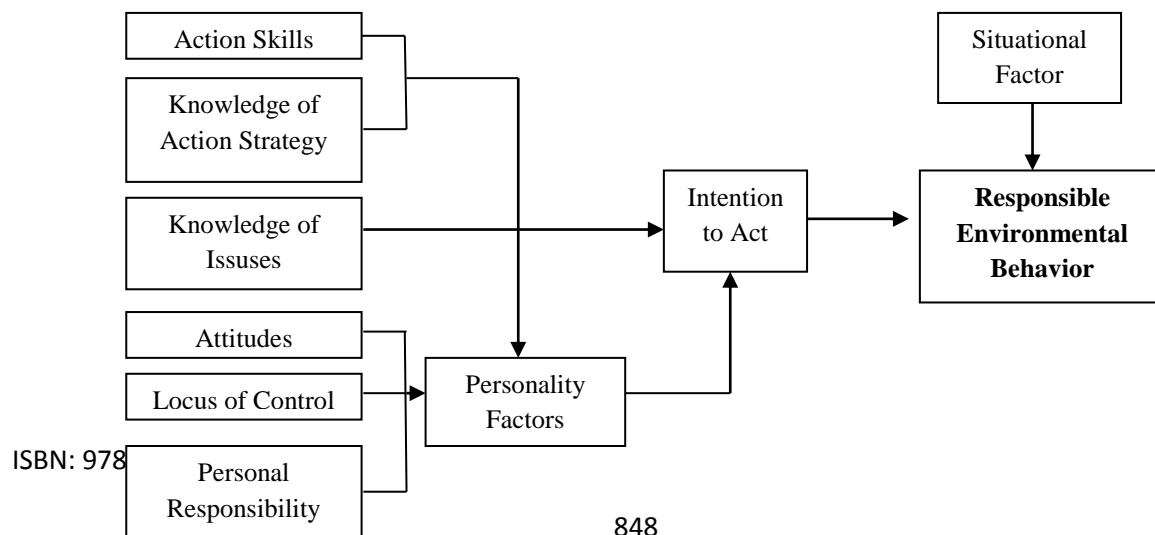 Action Skills
Knowledge of
Action Strategy
Knowledge of
Issuses
Attitudes
Locus of Control
Personal
Responsibility
Personality
Factors
Intention
to Act
Situational
Factor
Responsible
Environmental
Behavior
ISBN: 978
848